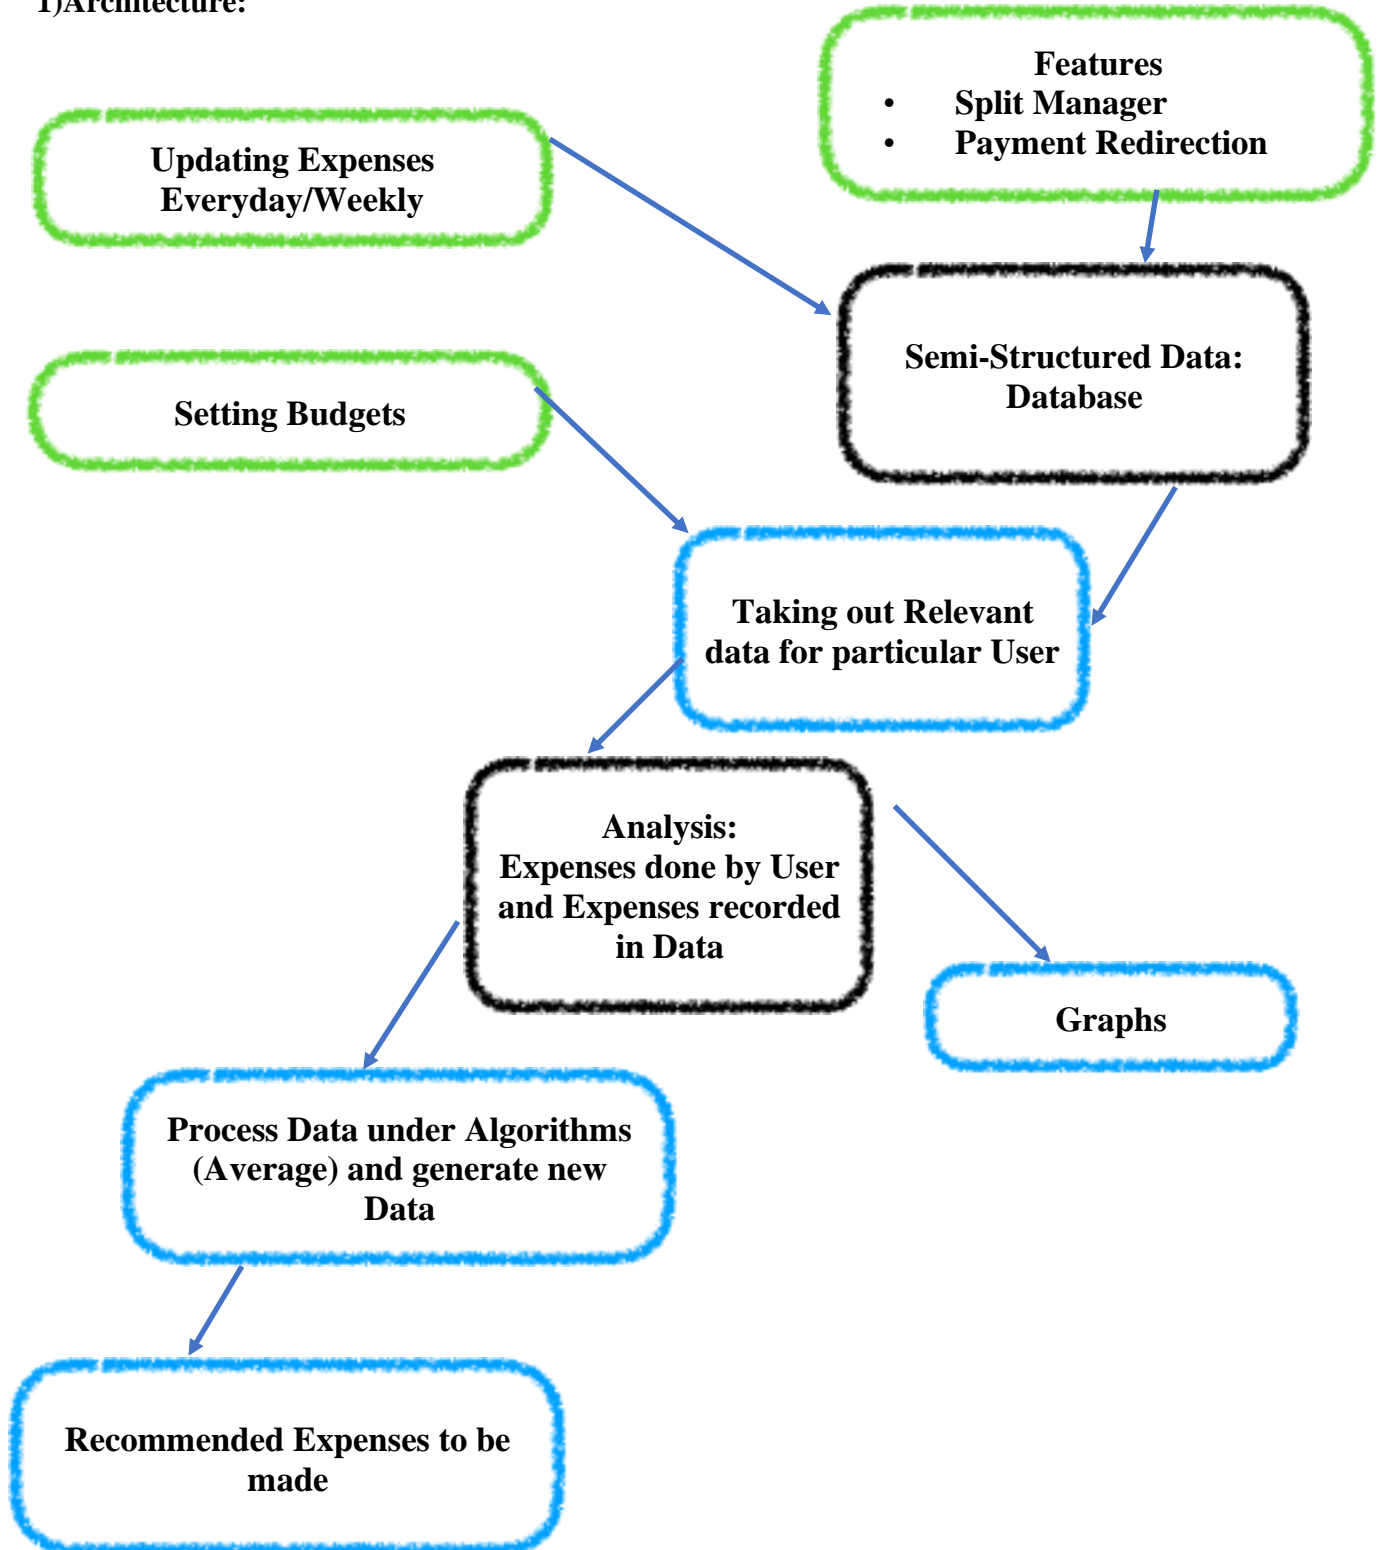 1)Architecture:
Features
• Split Manager
• Payment Redirection
Updating Expenses
Everyday/Weekly
Semi-Structured Data:
Database
Setting Budgets
Taking out Relevant
data for particular User
Analysis:
Expenses done by User
and Expenses recorded
in Data
Graphs
Process Data under Algorithms
(Average) and generate new
Data
Recommended Expenses to be
made